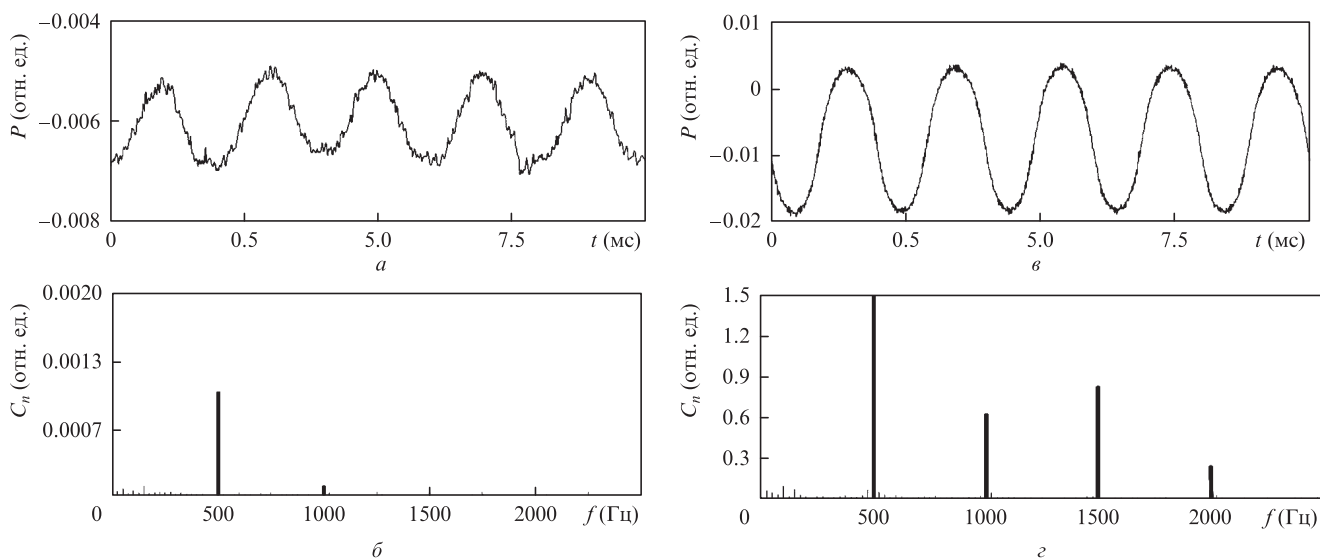 −0.004
P (отн. ед.)
−0.006
−0.008
0
0.5
5.0
7.5
t (мс)
а
0.01
P (отн. ед.)
0
−0.01
−0.02
0
0.5
5.0
7.5
t (мс)
в
0.0020
C_n (отн. ед.)
0.0013
0.0007
0
500
1000
1500
2000
f (Гц)
б
1.5
1.2
C_n (отн. ед.)
0.9
0.6
0.3
0
500
1000
1500
2000
f (Гц)
г